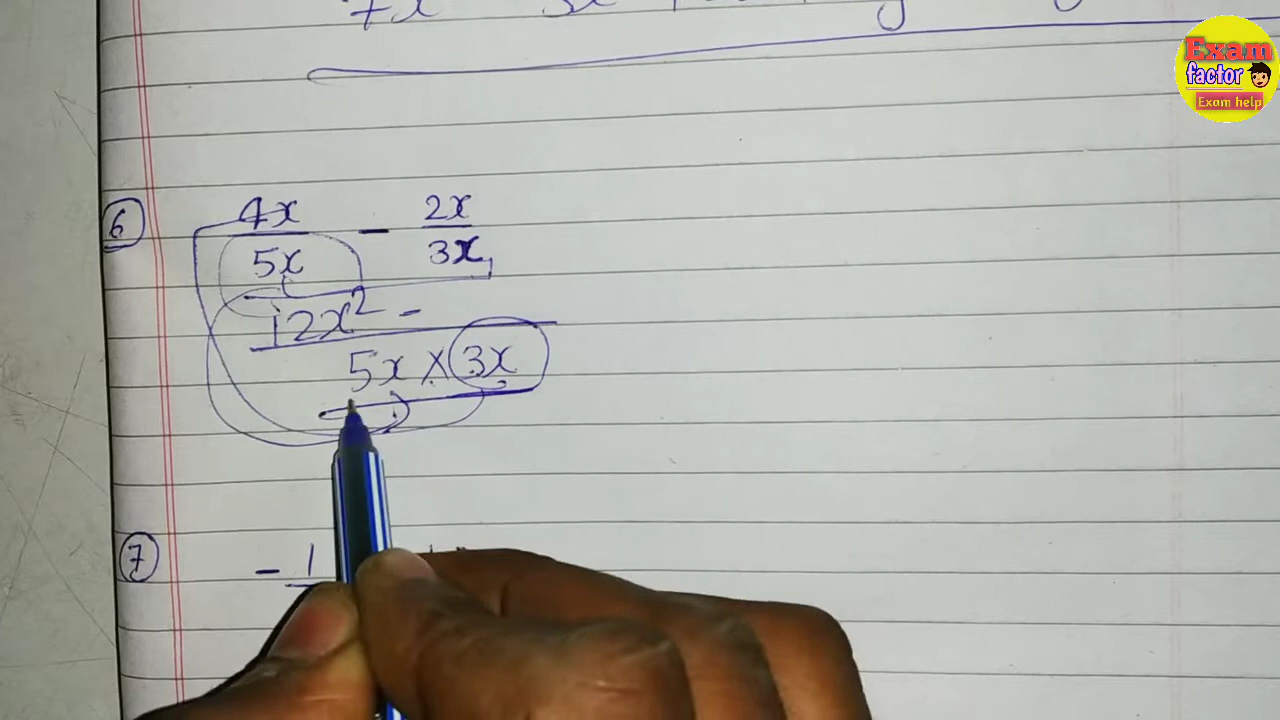 Exam
factor
Exam help
6 4x/5x - 2x/3x
12x² -
5x × 3x
7 - 1